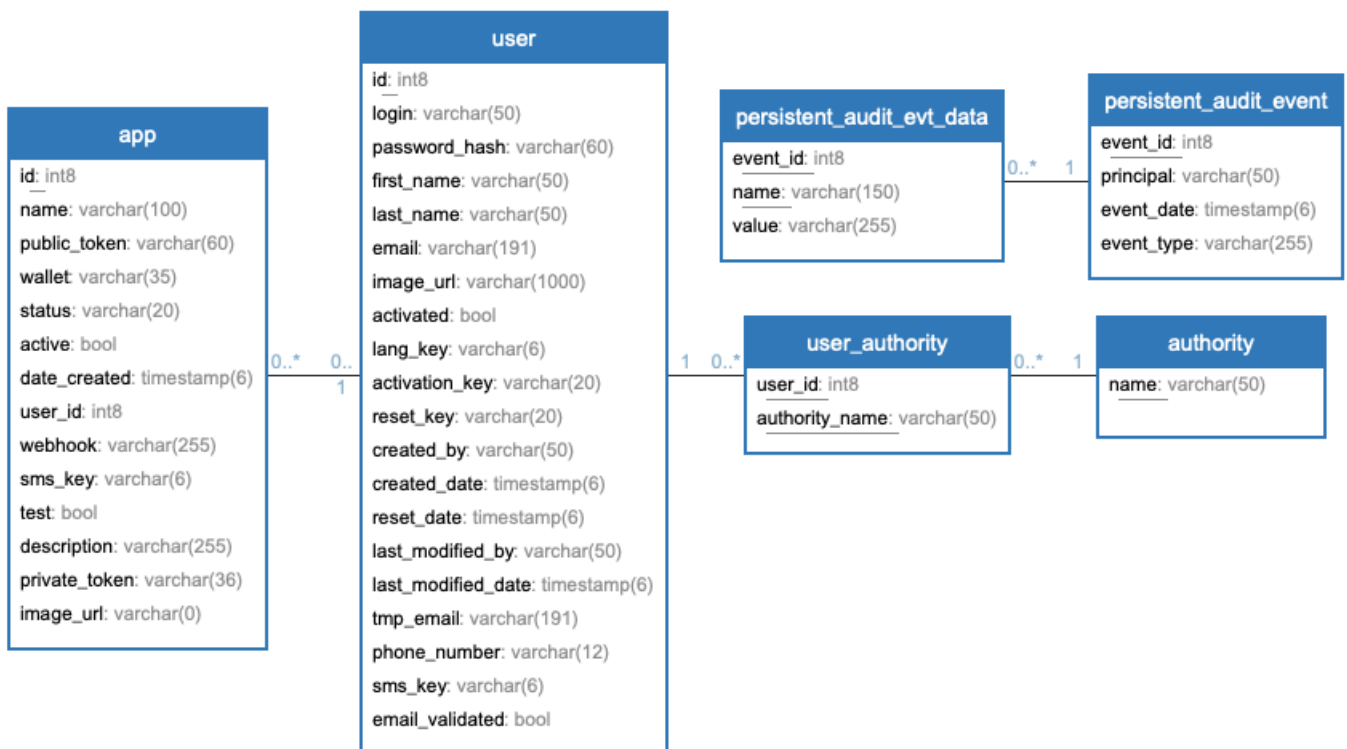 app
id: int8
name: varchar(100)
public_token: varchar(60)
wallet: varchar(35)
status: varchar(20)
active: bool
date_created: timestamp(6)
user_id: int8
webhook: varchar(255)
sms_key: varchar(6)
test: bool
description: varchar(255)
private_token: varchar(36)
image_url: varchar(0)
0..*
0..
1
user
id: int8
login: varchar(50)
password_hash: varchar(60)
first_name: varchar(50)
last_name: varchar(50)
email: varchar(191)
image_url: varchar(1000)
activated: bool
lang_key: varchar(6)
activation_key: varchar(20)
reset_key: varchar(20)
created_by: varchar(50)
created_date: timestamp(6)
reset_date: timestamp(6)
last_modified_by: varchar(50)
last_modified_date: timestamp(6)
tmp_email: varchar(191)
phone_number: varchar(12)
sms_key: varchar(6)
email_validated: bool
persistent_audit_evt_data
event_id: int8
name: varchar(150)
value: varchar(255)
0..* 1
persistent_audit_event
event_id: int8
principal: varchar(50)
event_date: timestamp(6)
event_type: varchar(255)
1 0..*
user_authority
user_id: int8
authority_name: varchar(50)
0..* 1
authority
name: varchar(50)